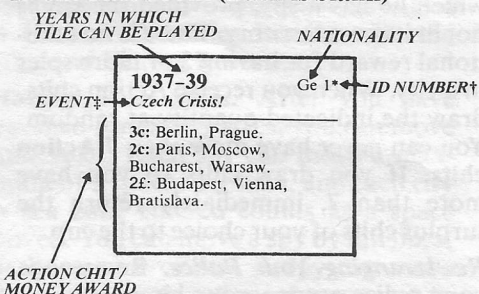 YEARS IN WHICH
TILE CAN BE PLAYED
NATIONALITY
1937-39
Ge 1*
ID NUMBER†
EVENT‡
Czech Crisis!
3c: Berlin, Prague.
2c: Paris, Moscow,
Bucharest, Warsaw.
2£: Budapest, Vienna,
Bratislava.
ACTION CHIT/
MONEY AWARD